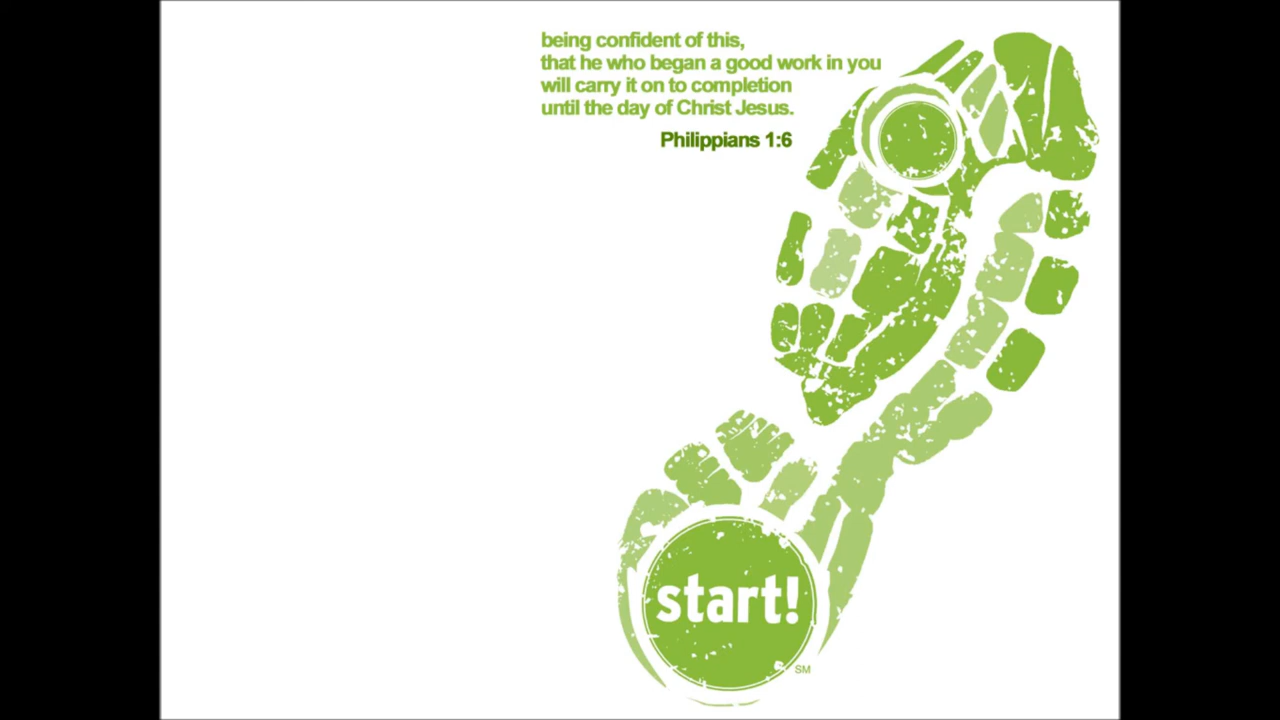 being confident of this,
that he who began a good work in you
will carry it on to completion
until the day of Christ Jesus.
Philippians 1:6
start!
SM